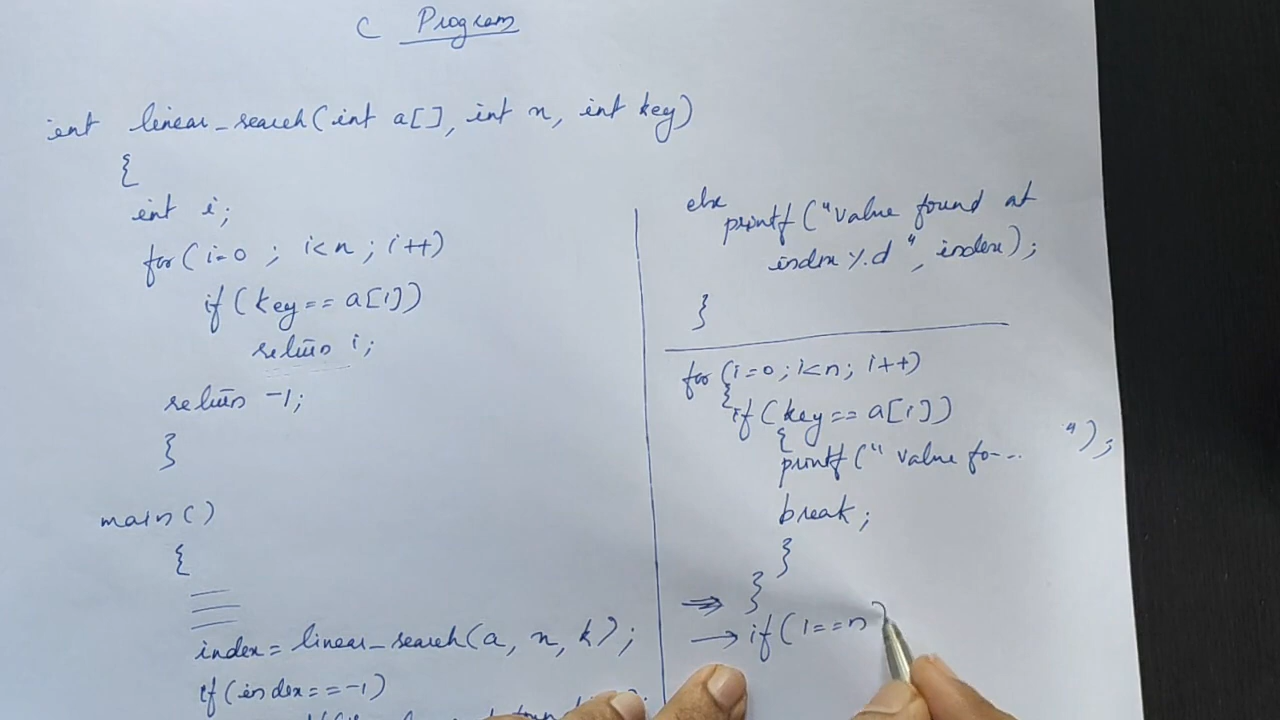 C Program
int linear_search(int a[], int n, int key)
{
int i;
for(i=0 ; i<n ; i++)
if(key==a[i])
return i;
return -1;
}
main()
{
index = linear_search(a, n, k);
if(index==-1)
else
printf("value found at
index %d", index);
}
for(i=0; i<n; i++)
{
if(key==a[i])
{
printf("value fo-.. ");
break;
}
}
if(i==n)